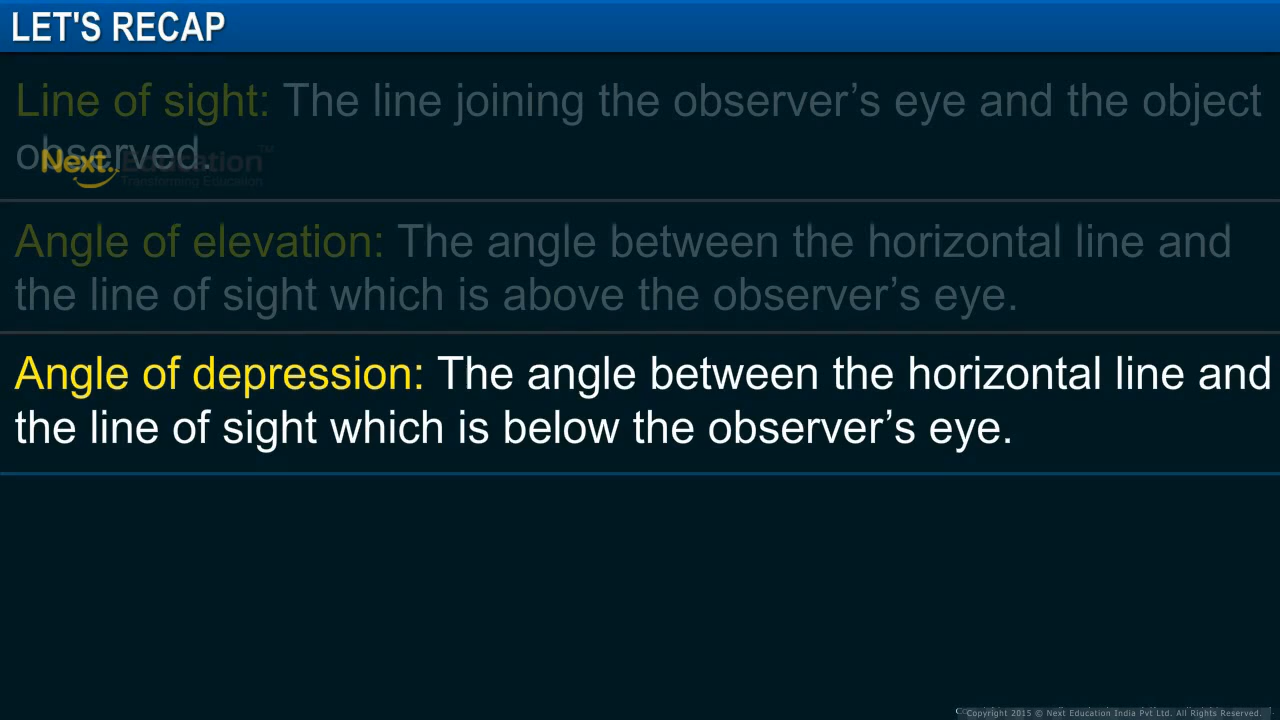 LET'S RECAP
Line of sight: The line joining the observer’s eye and the object
observed.
Next Education™
Transforming Education
Angle of elevation: The angle between the horizontal line and
the line of sight which is above the observer’s eye.
Angle of depression: The angle between the horizontal line and
the line of sight which is below the observer’s eye.
Copyright 2015 © Next Education India Pvt Ltd. All Rights Reserved.